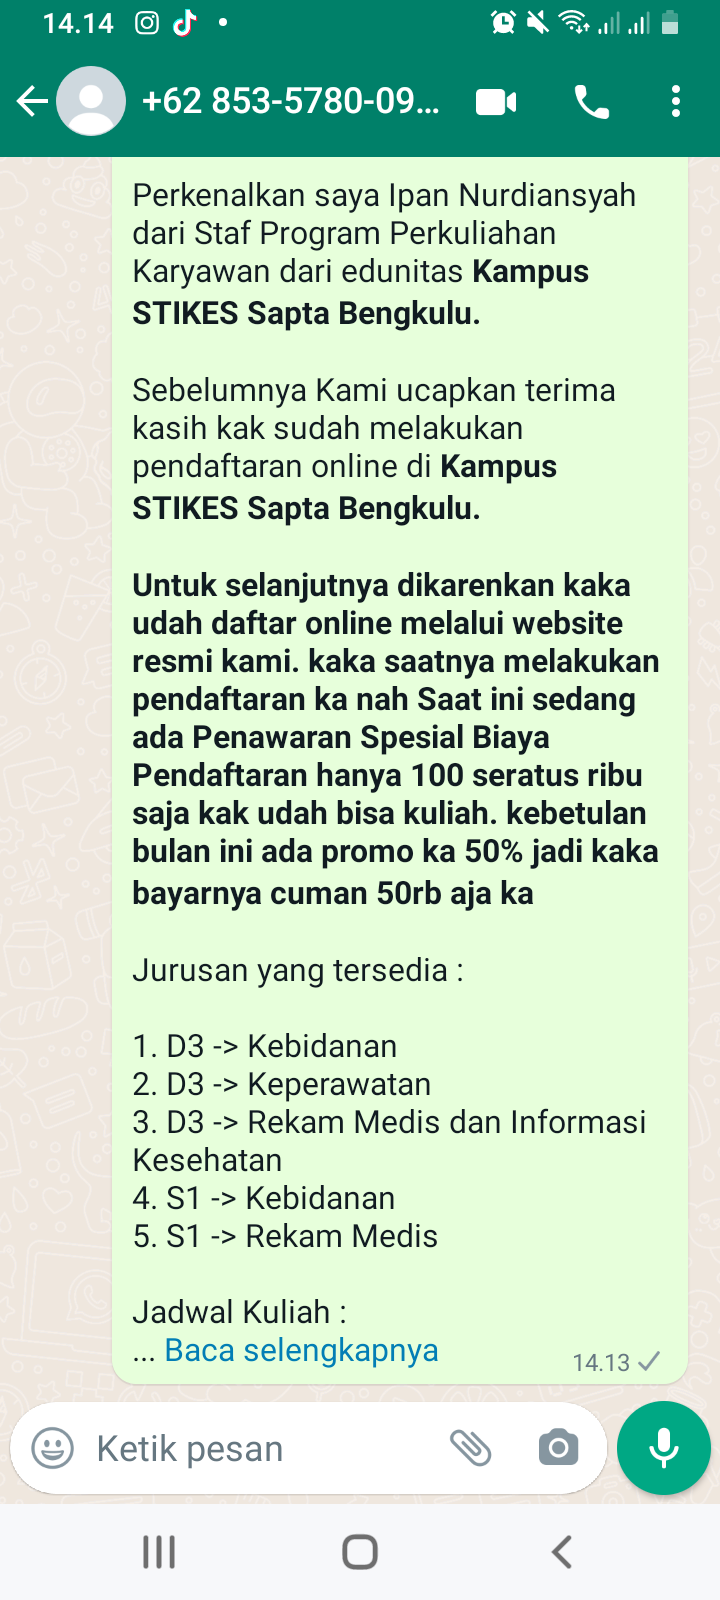 14.14
+62 853-5780-09...
Perkenalkan saya Ipan Nurdiansyah
dari Staf Program Perkuliahan
Karyawan dari edunitas Kampus
STIKES Sapta Bengkulu.
Sebelumnya Kami ucapkan terima
kasih kak sudah melakukan
pendaftaran online di Kampus
STIKES Sapta Bengkulu.
Untuk selanjutnya dikarenkan kaka
udah daftar online melalui website
resmi kami. kaka saatnya melakukan
pendaftaran ka nah Saat ini sedang
ada Penawaran Spesial Biaya
Pendaftaran hanya 100 seratus ribu
saja kak udah bisa kuliah. kebetulan
bulan ini ada promo ka 50% jadi kaka
bayarnya cuman 50rb aja ka
Jurusan yang tersedia :
1. D3 -> Kebidanan
2. D3 -> Keperawatan
3. D3 -> Rekam Medis dan Informasi
Kesehatan
4. S1 -> Kebidanan
5. S1 -> Rekam Medis
Jadwal Kuliah :
... Baca selengkapnya
14.13
Ketik pesan